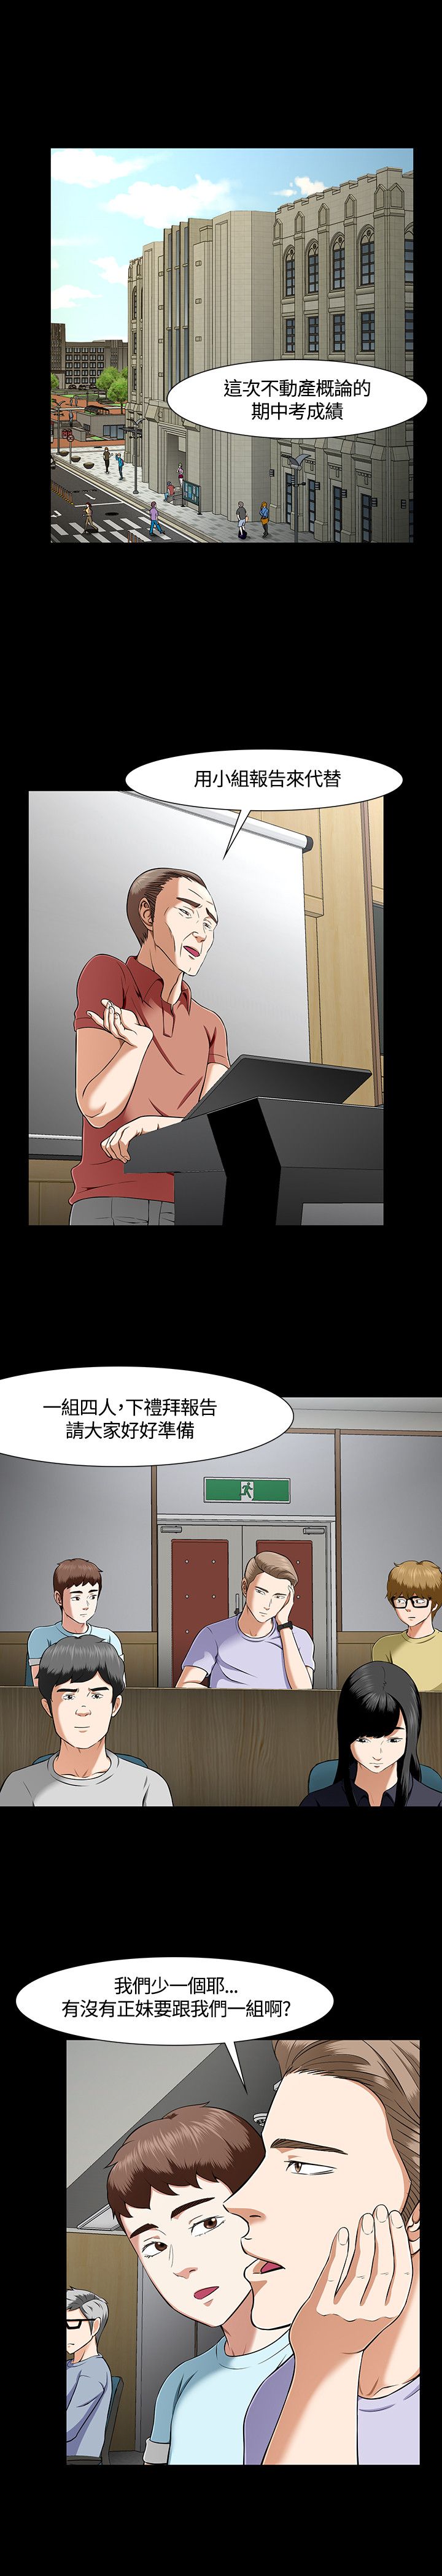 這次不動產概論的
期中考成績
用小組報告來代替
一組四人,下禮拜報告
請大家好好準備
我們少一個耶...
有沒有正妹要跟我們一組啊?